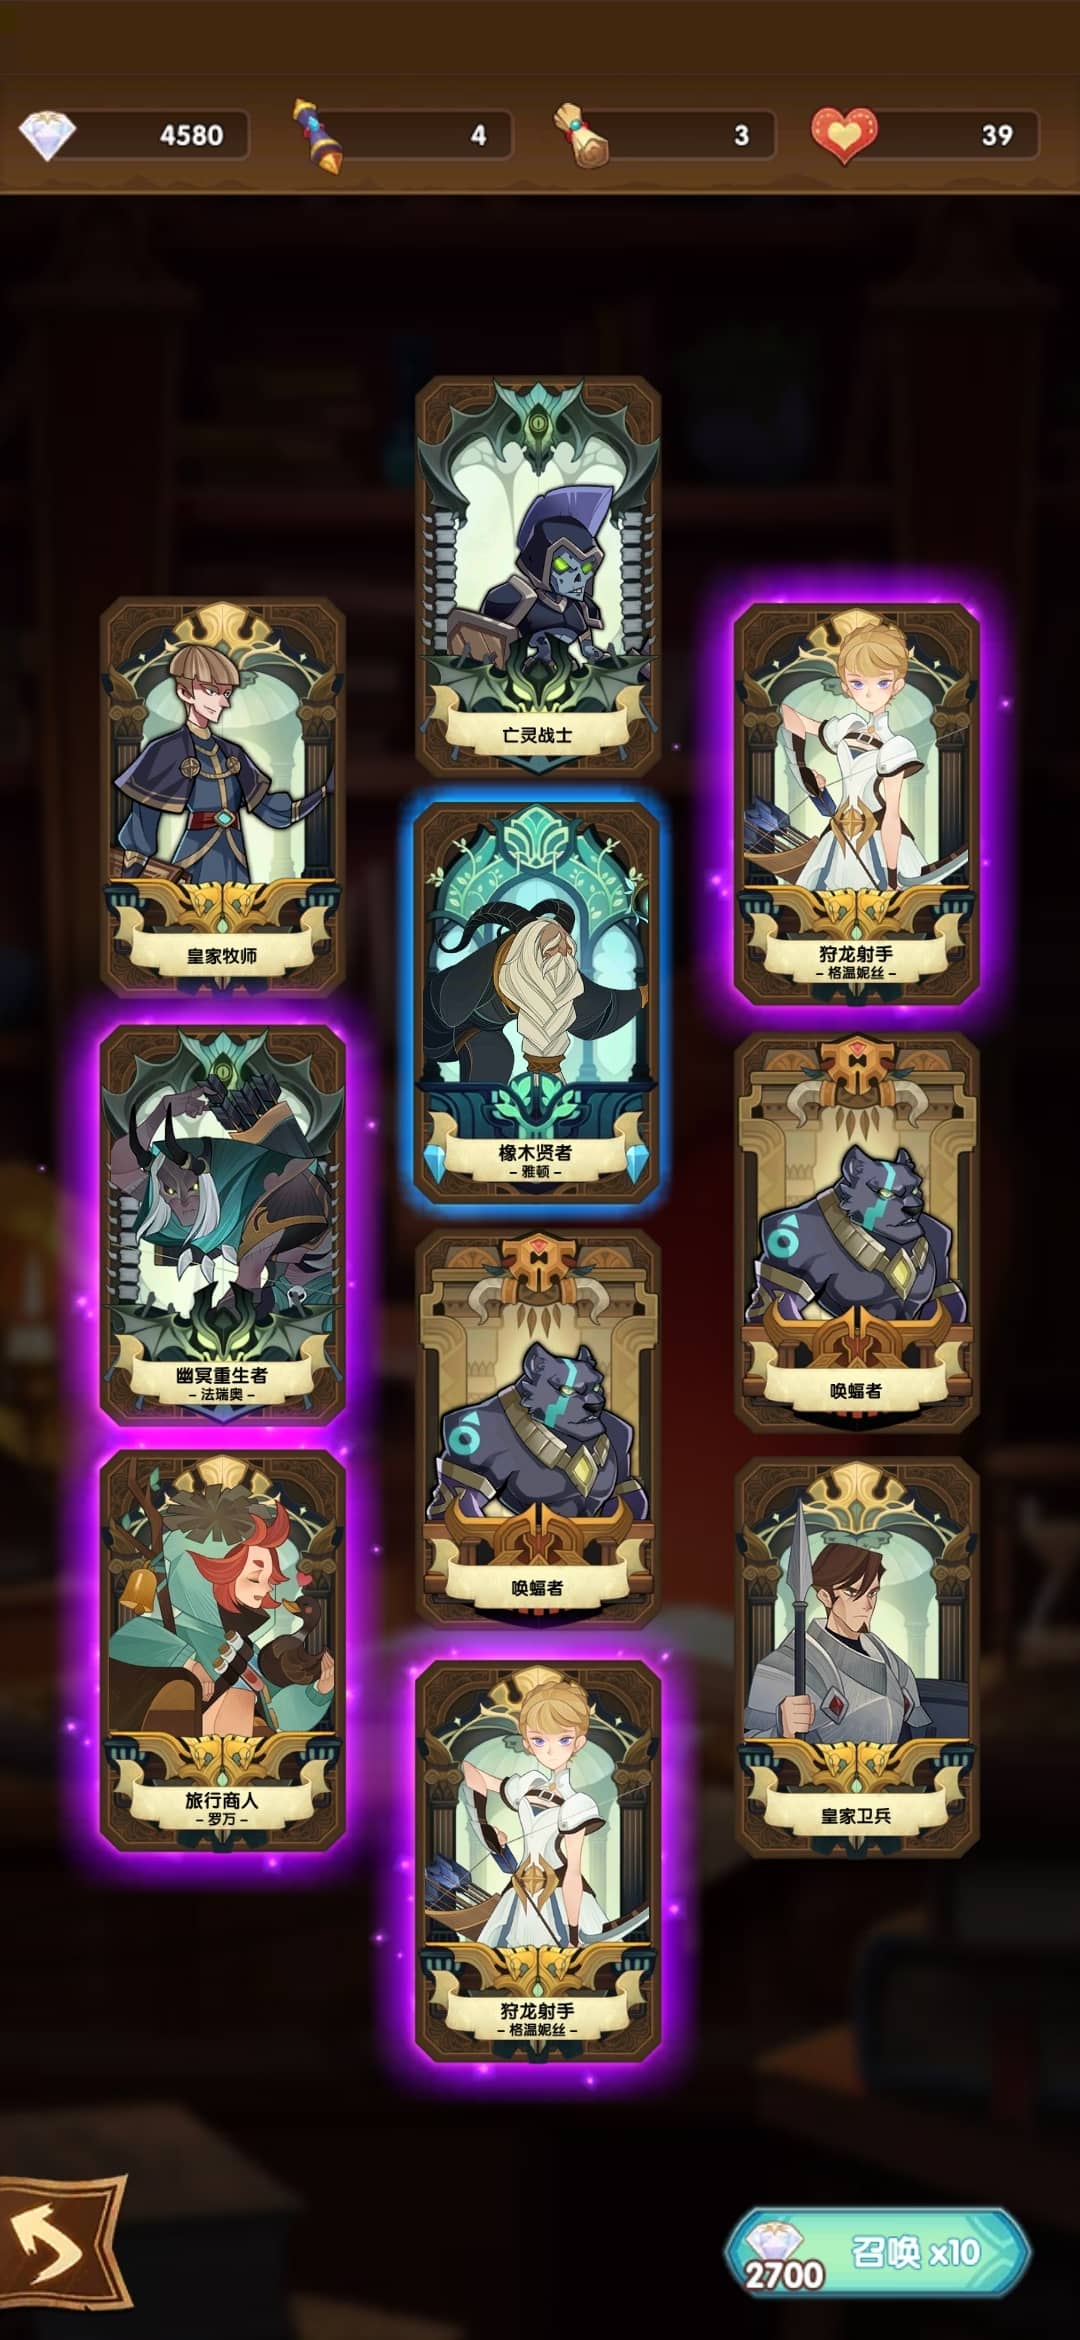 4580
4
3
39
亡灵战士
皇家牧师
狩龙射手
–格温妮丝–
橡木贤者
–雅顿–
幽冥重生者
–法瑞奥–
唤蝠者
唤蝠者
旅行商人
–罗万–
皇家卫兵
狩龙射手
–格温妮丝–
召唤 x10
2700